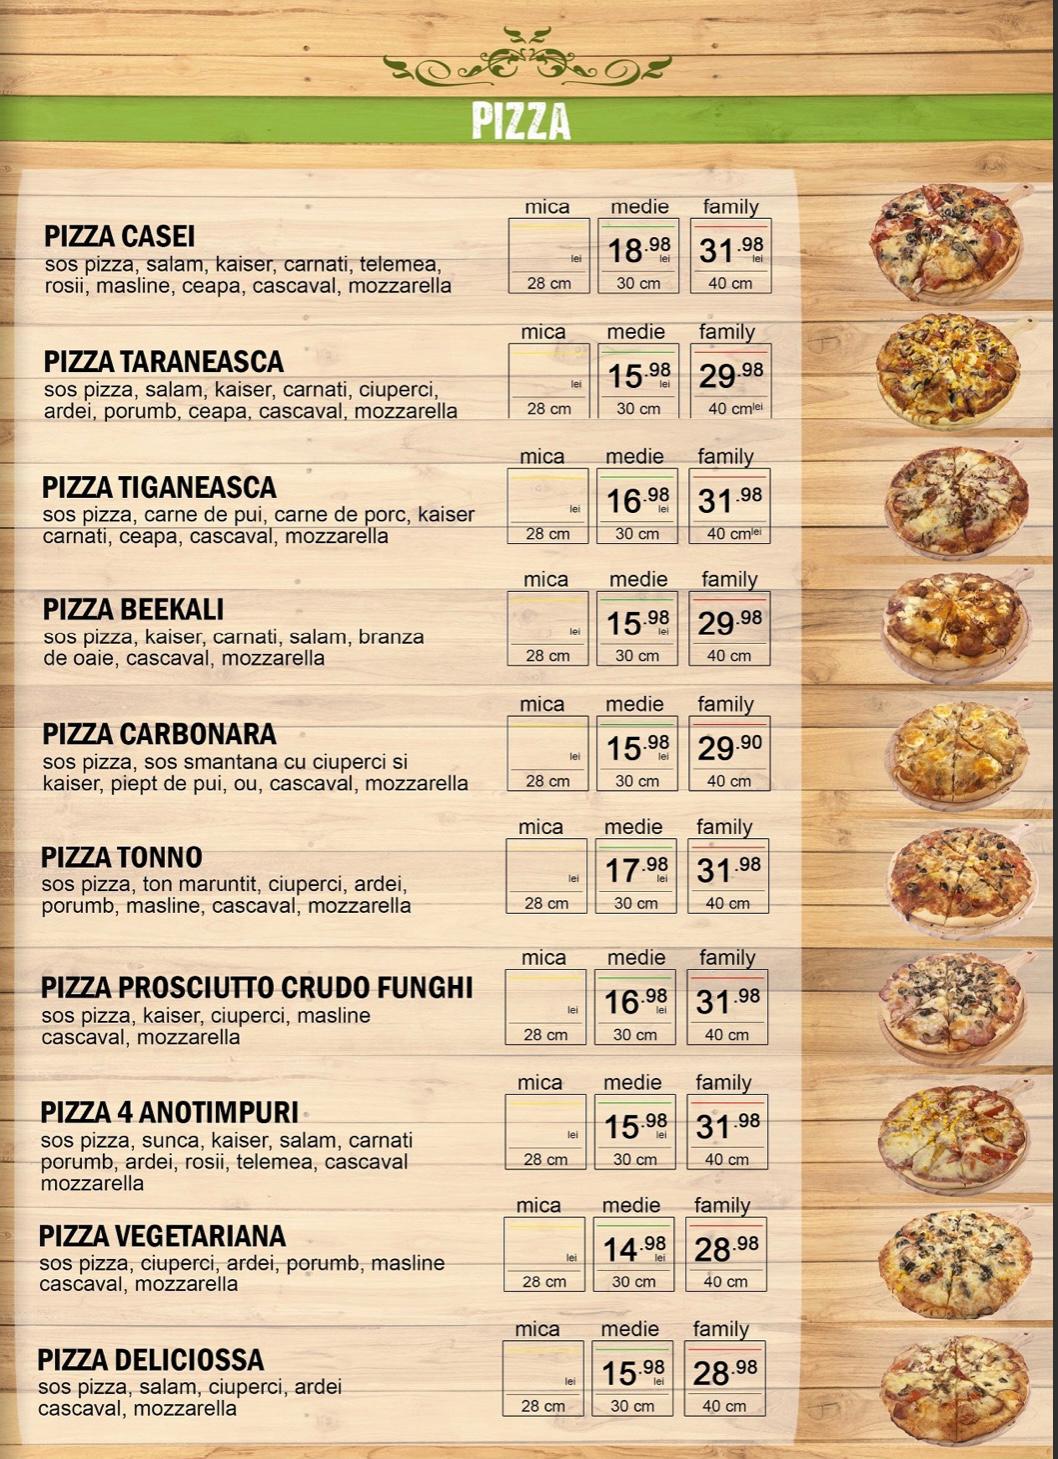 PIZZA
mica medie family
PIZZA CASEI
18.98 lei 31.98 lei
lei
sos pizza, salam, kaiser, carnati, telemea,
rosii, masline, ceapa, cascaval, mozzarella
28 cm 30 cm 40 cm
mica medie family
PIZZA TARANEASCA
lei 15.98 lei 29.98
sos pizza, salam, kaiser, carnati, ciuperci,
ardei, porumb, ceapa, cascaval, mozzarella
28 cm 30 cm 40 cm lei
mica medie family
PIZZA TIGANEASCA
lei 16.98 lei 31.98
sos pizza, carne de pui, carne de porc, kaiser
carnati, ceapa, cascaval, mozzarella
28 cm 30 cm 40 cm lei
mica medie family
PIZZA BEEKALI
lei 15.98 lei 29.98
sos pizza, kaiser, carnati, salam, branza
de oaie, cascaval, mozzarella
28 cm 30 cm 40 cm
mica medie family
PIZZA CARBONARA
lei 15.98 lei 29.90
sos pizza, sos smantana cu ciuperci si
kaiser, piept de pui, ou, cascaval, mozzarella
28 cm 30 cm 40 cm
mica medie family
PIZZA TONNO
lei 17.98 lei 31.98
sos pizza, ton maruntit, ciuperci, ardei,
porumb, masline, cascaval, mozzarella
28 cm 30 cm 40 cm
mica medie family
PIZZA PROSCIUTTO CRUDO FUNGHI
lei 16.98 lei 31.98
sos pizza, kaiser, ciuperci, masline
cascaval, mozzarella
28 cm 30 cm 40 cm
mica medie family
PIZZA 4 ANOTIMPURI
lei 15.98 lei 31.98
sos pizza, sunca, kaiser, salam, carnati
porumb, ardei, rosii, telemea, cascaval
mozzarella
28 cm 30 cm 40 cm
mica medie family
PIZZA VEGETARIANA
lei 14.98 lei 28.98
sos pizza, ciuperci, ardei, porumb, masline
cascaval, mozzarella
28 cm 30 cm 40 cm
mica medie family
PIZZA DELICIOSSA
lei 15.98 lei 28.98
sos pizza, salam, ciuperci, ardei
cascaval, mozzarella
28 cm 30 cm 40 cm